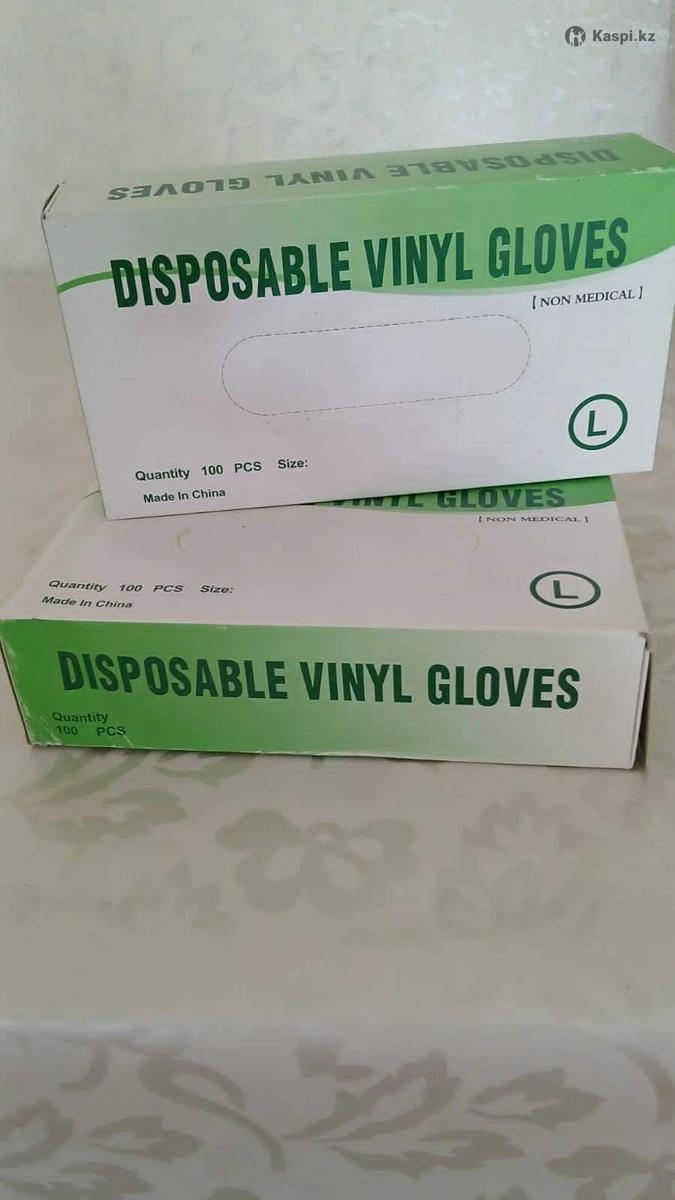 Kaspi.kz
DISPOSABLE VINYL GLOVES
DISPOSABLE VINYL GLOVES
[ NON MEDICAL ]
L
Quantity 100 PCS Size:
Made In China
VINYL GLOVES
[ NON MEDICAL ]
L
Quantity 100 PCS Size:
Made In China
DISPOSABLE VINYL GLOVES
Quantity
100 PCS